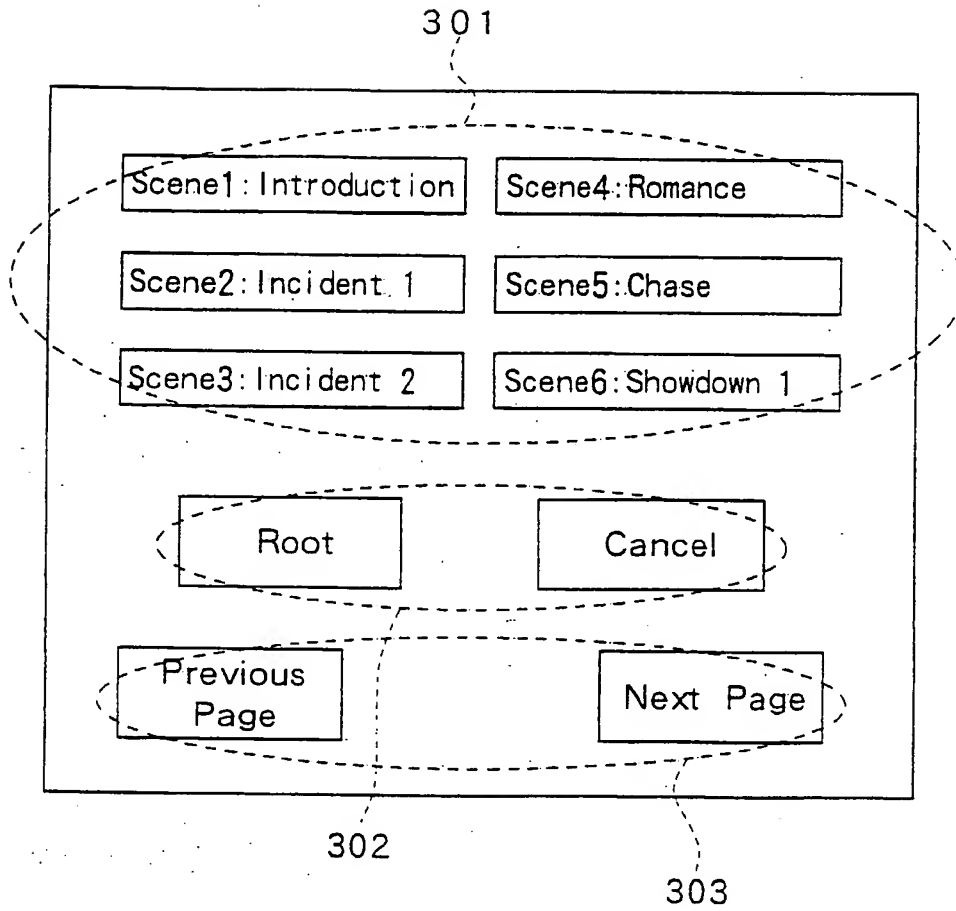 301
Scene1:Introduction
Scene4:Romance
Scene2:Incident 1
Scene5:Chase
Scene3:Incident 2
Scene6:Showdown 1
Root
Cancel
Previous
Page
Next Page
302
303